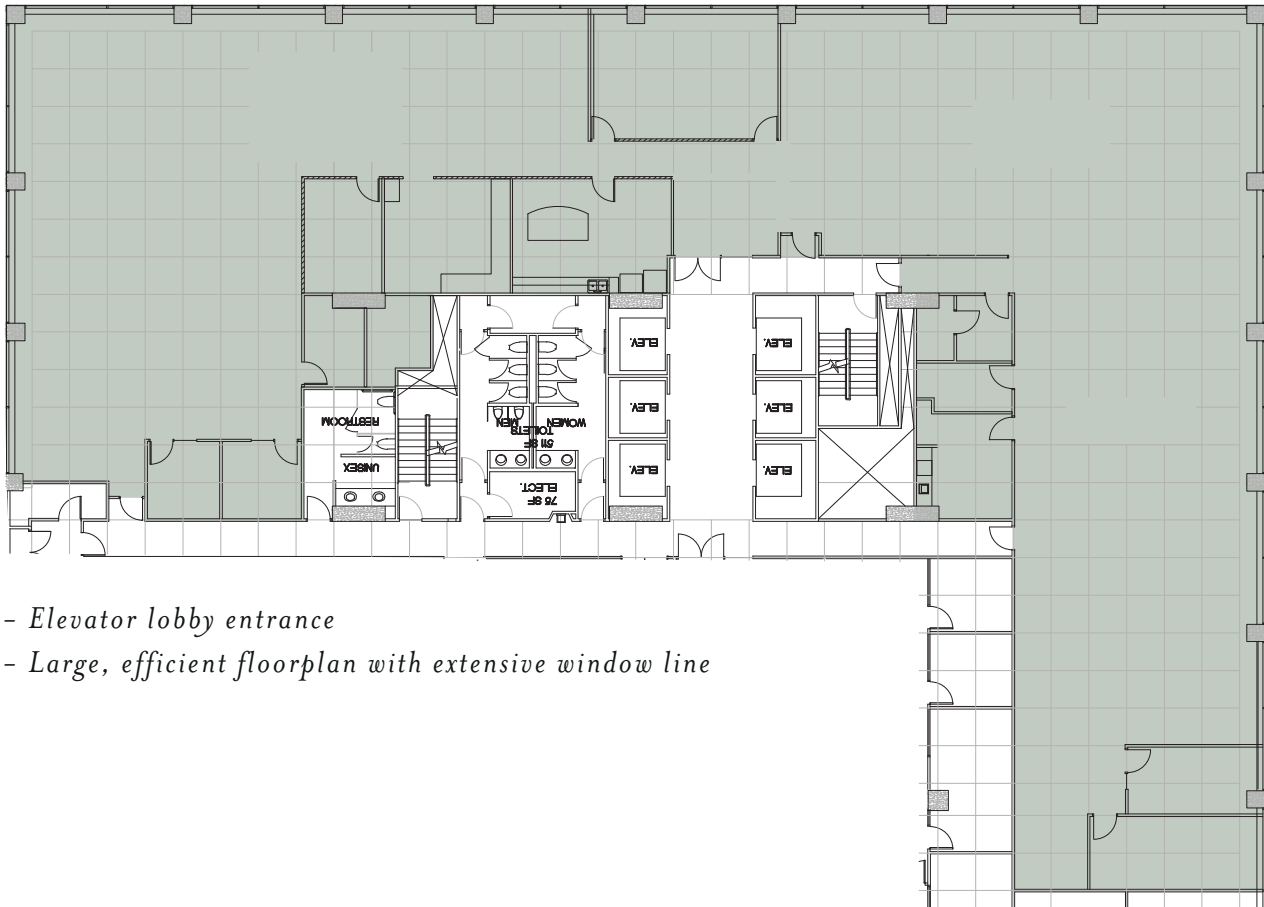 ELEV.
ELEV.
ELEV.
ELEV.
ELEV.
ELEV.
RESTROOM
UNISEX
MEN
WOMEN
TOILETS
511 SF
75 SF
ELECT.
– Elevator lobby entrance
– Large, efficient floorplan with extensive window line